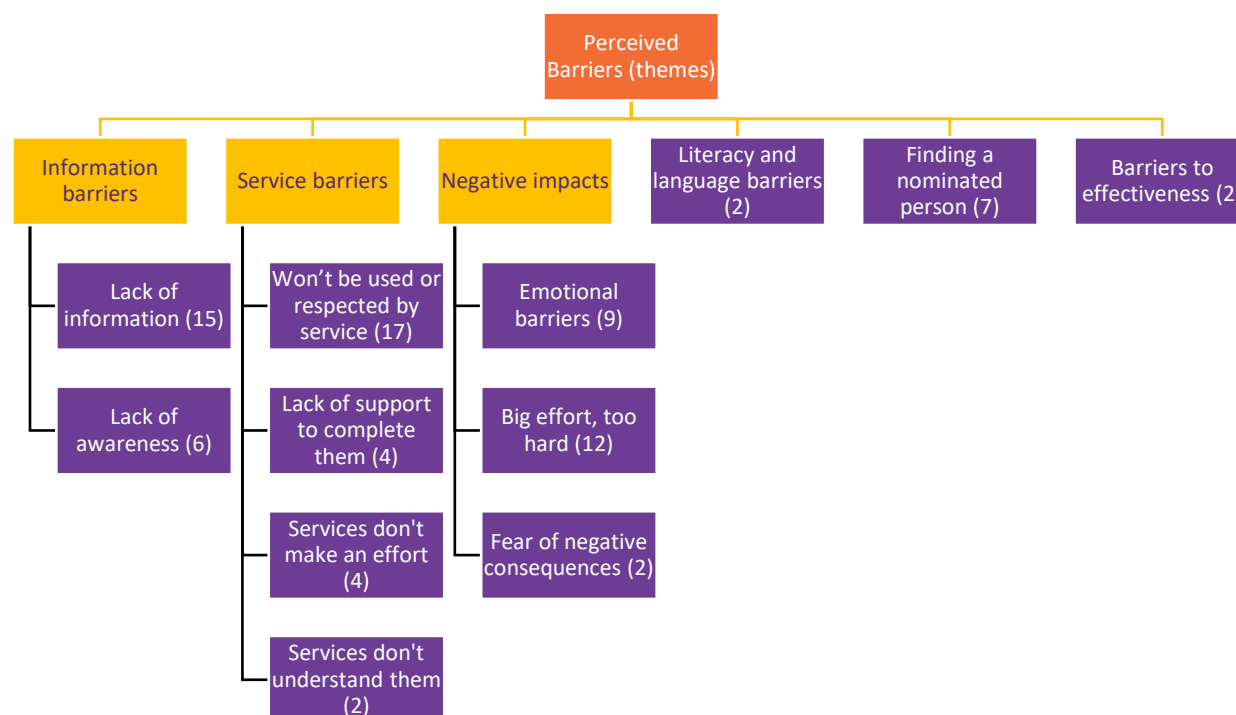 Perceived
Barriers (themes)
Information
barriers
Service barriers
Negative impacts
Literacy and
language barriers
(2)
Finding a
nominated
person (7)
Barriers to
effectiveness (2
Lack of
information (15)
Lack of
awareness (6)
Won’t be used or
respected by
service (17)
Lack of support
to complete
them (4)
Services don't
make an effort
(4)
Services don't
understand them
(2)
Emotional
barriers (9)
Big effort, too
hard (12)
Fear of negative
consequences (2)